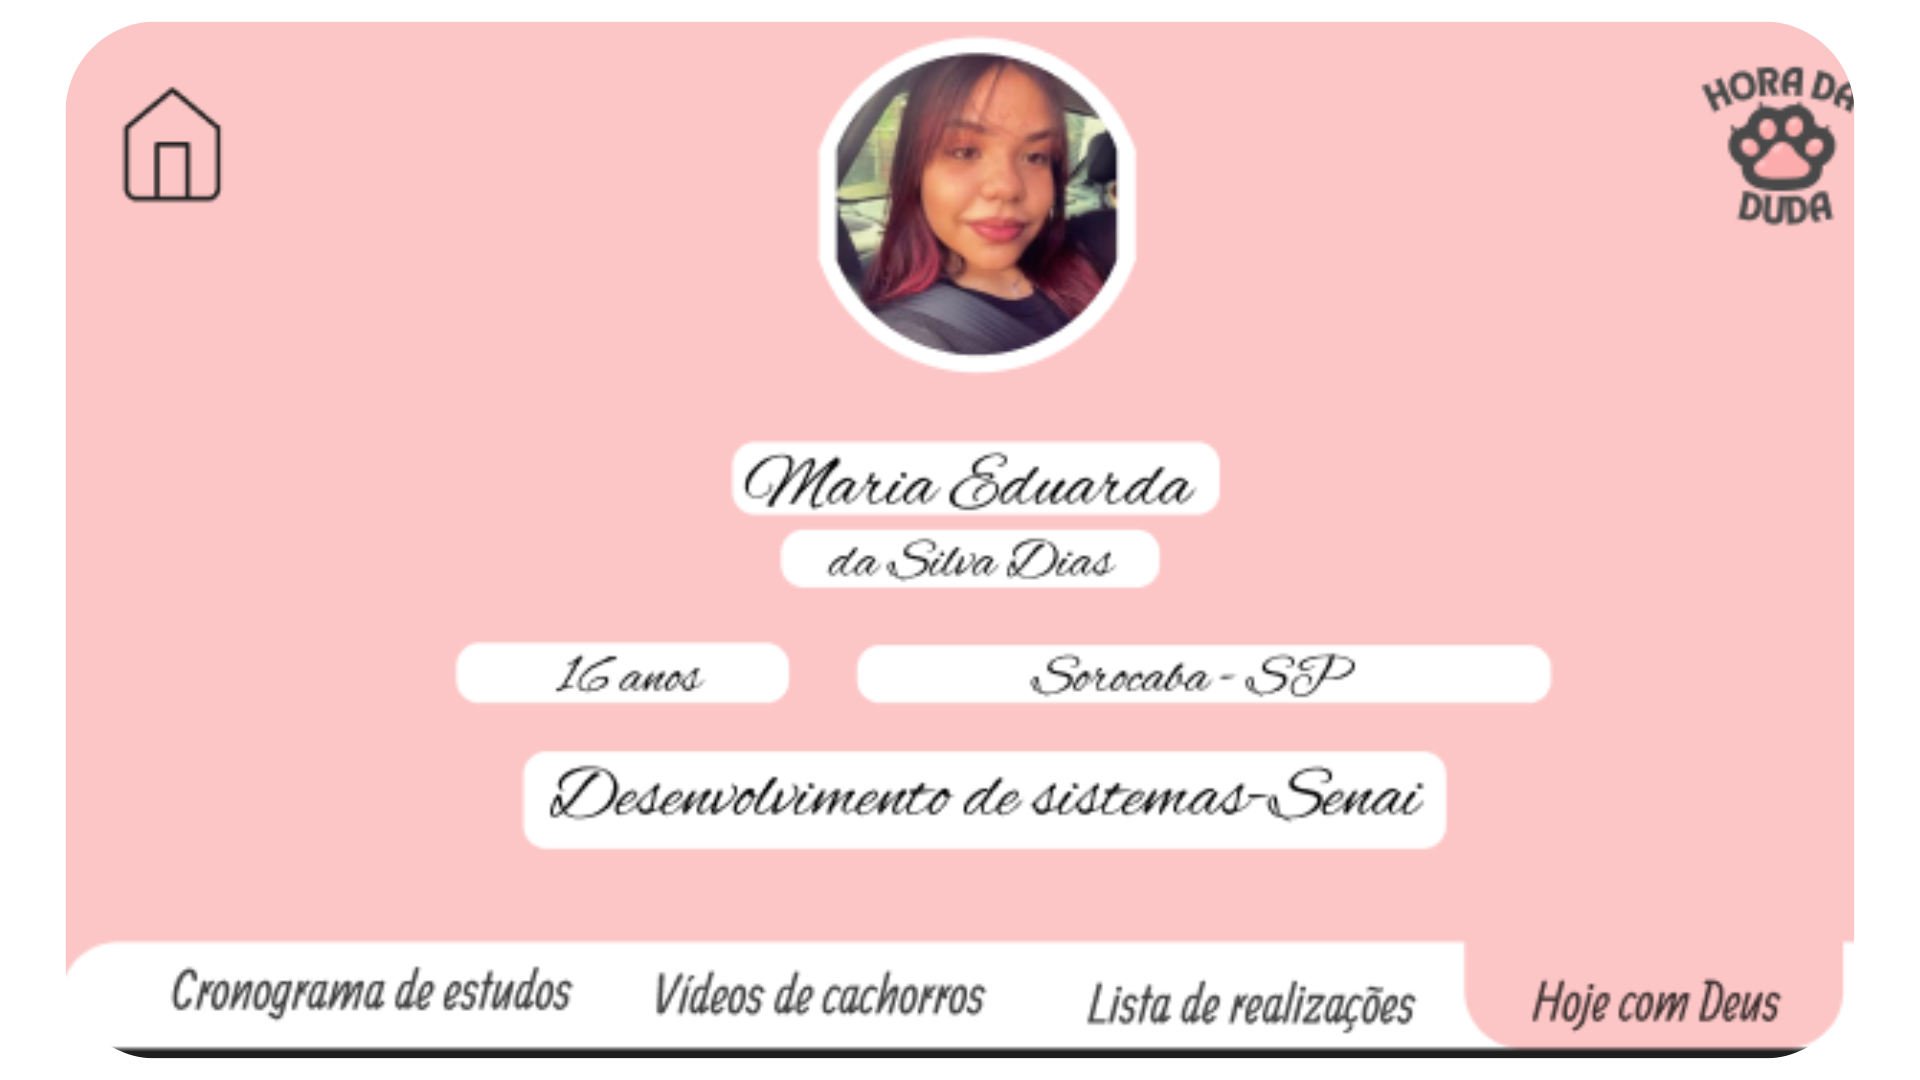 HORA DA
DUDA
Maria Eduarda
da Silva Dias
16 anos
Sorocaba - SP
Desenvolvimento de sistemas-Senai
Cronograma de estudos
Vídeos de cachorros
Lista de realizações
Hoje com Deus